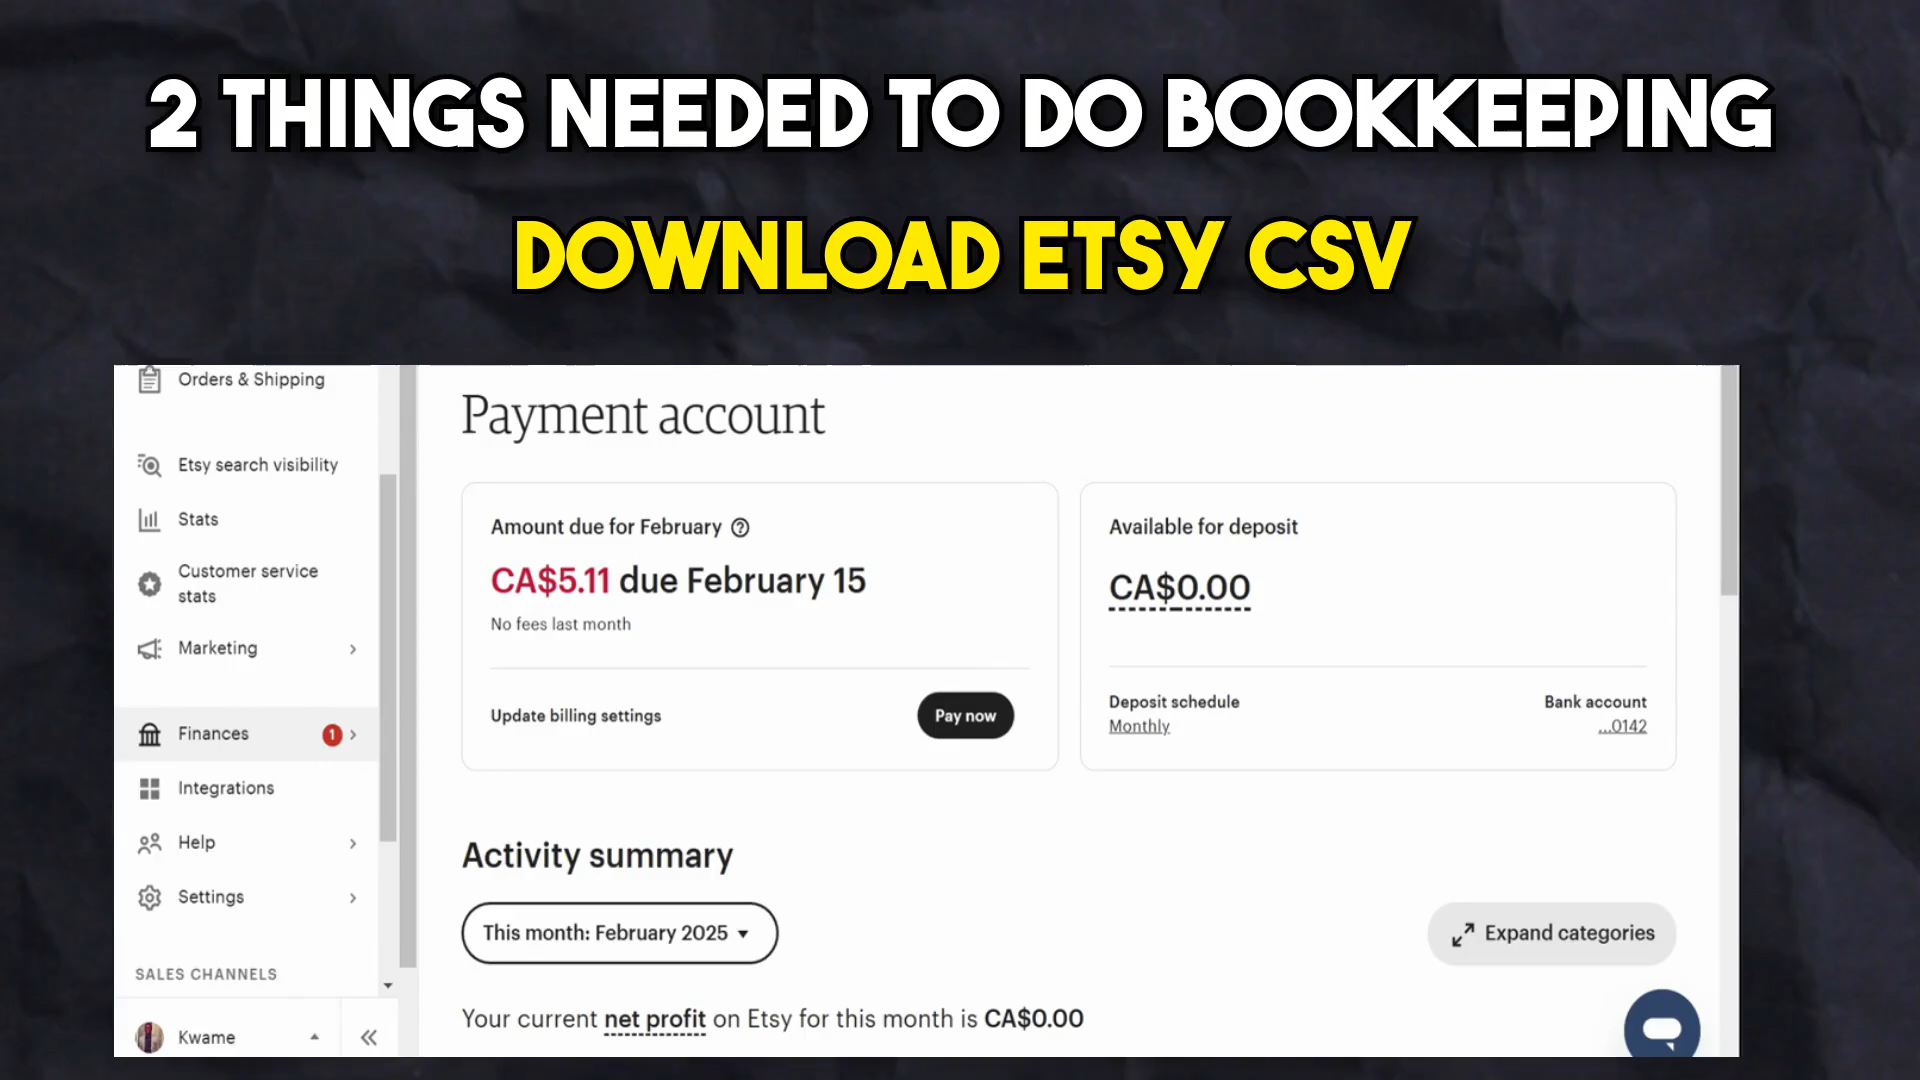 2 THINGS NEEDED TO DO BOOKKEEPING
DOWNLOAD ETSY CSV
Orders & Shipping
Etsy search visibility
Stats
Customer service
stats
Marketing
Finances 1
Integrations
Help
Settings
SALES CHANNELS
Kwame
Payment account
Amount due for February
CA$5.11 due February 15
No fees last month
Update billing settings
Pay now
Available for deposit
CA$0.00
Deposit schedule
Monthly
Bank account
...0142
Activity summary
This month: February 2025
Expand categories
Your current net profit on Etsy for this month is CA$0.00